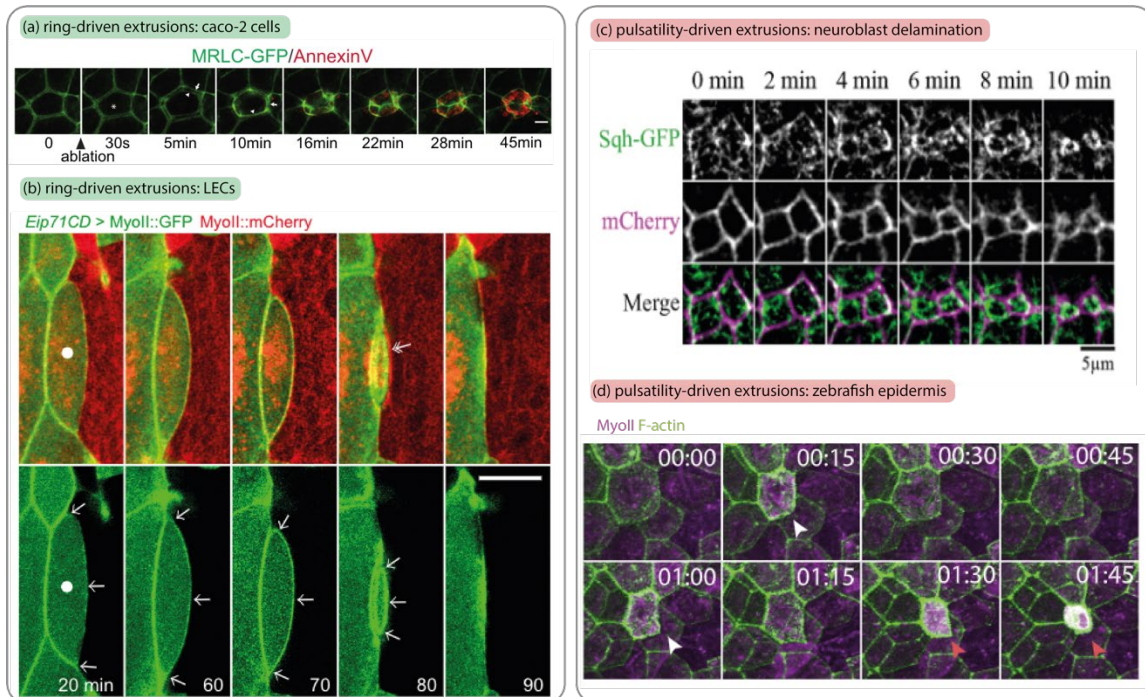 (a) ring-driven extrusions: caco-2 cells
MRLC-GFP/AnnexinV
0 30s 5min 10min 16min 22min 28min 45min
ablation
(b) ring-driven extrusions: LECs
Eip71CD > MyoII::GFP MyoII::mCherry
20 min 60 70 80 90
(c) pulsatility-driven extrusions: neuroblast delamination
0 min 2 min 4 min 6 min 8 min 10 min
Sqh-GFP
mCherry
Merge
5µm
(d) pulsatility-driven extrusions: zebrafish epidermis
MyoII F-actin
00:00 00:15 00:30 00:45
01:00 01:15 01:30 01:45